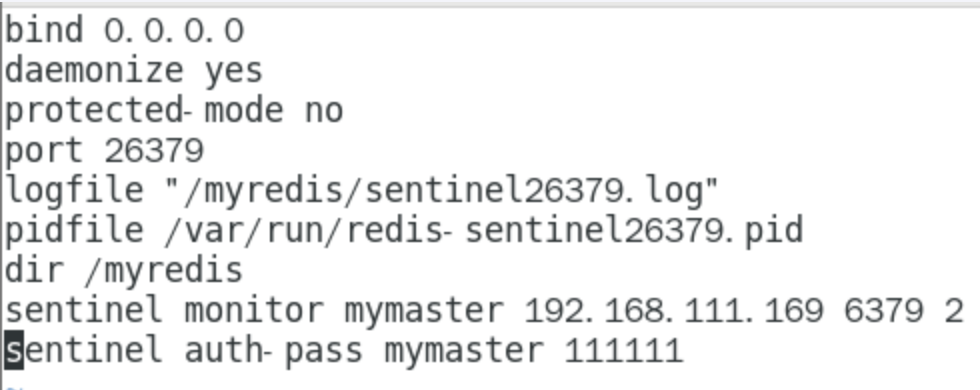 bind 0.0.0.0
daemonize yes
protected-mode no
port 26379
logfile "/myredis/sentinel26379.log"
pidfile /var/run/redis-sentinel26379.pid
dir /myredis
sentinel monitor mymaster 192.168.111.169 6379 2
sentinel auth-pass mymaster 111111
~